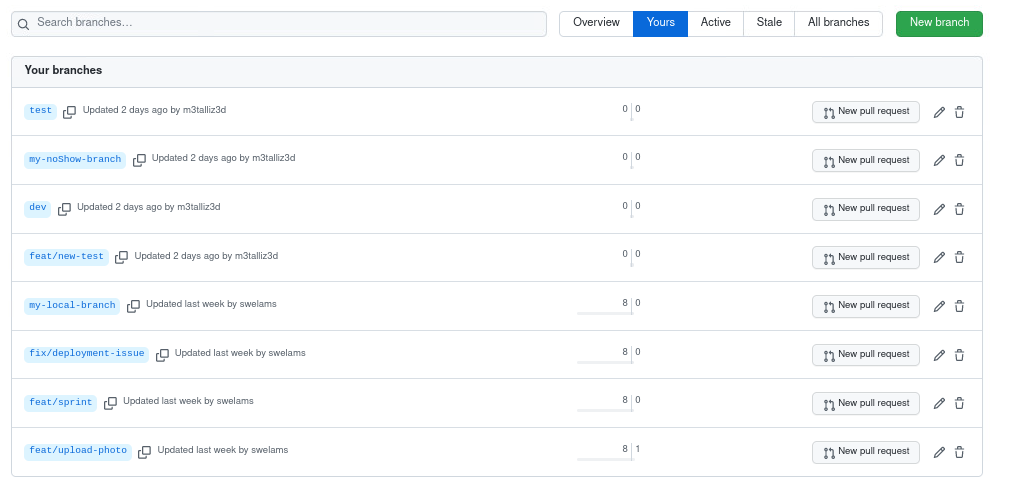 Search branches...
Overview Yours Active Stale All branches New branch
Your branches
test Updated 2 days ago by m3talliz3d 0 0 New pull request
my-noShow-branch Updated 2 days ago by m3talliz3d 0 0 New pull request
dev Updated 2 days ago by m3talliz3d 0 0 New pull request
feat/new-test Updated 2 days ago by m3talliz3d 0 0 New pull request
my-local-branch Updated last week by swelams 8 0 New pull request
fix/deployment-issue Updated last week by swelams 8 0 New pull request
feat/sprint Updated last week by swelams 8 0 New pull request
feat/upload-photo Updated last week by swelams 8 1 New pull request